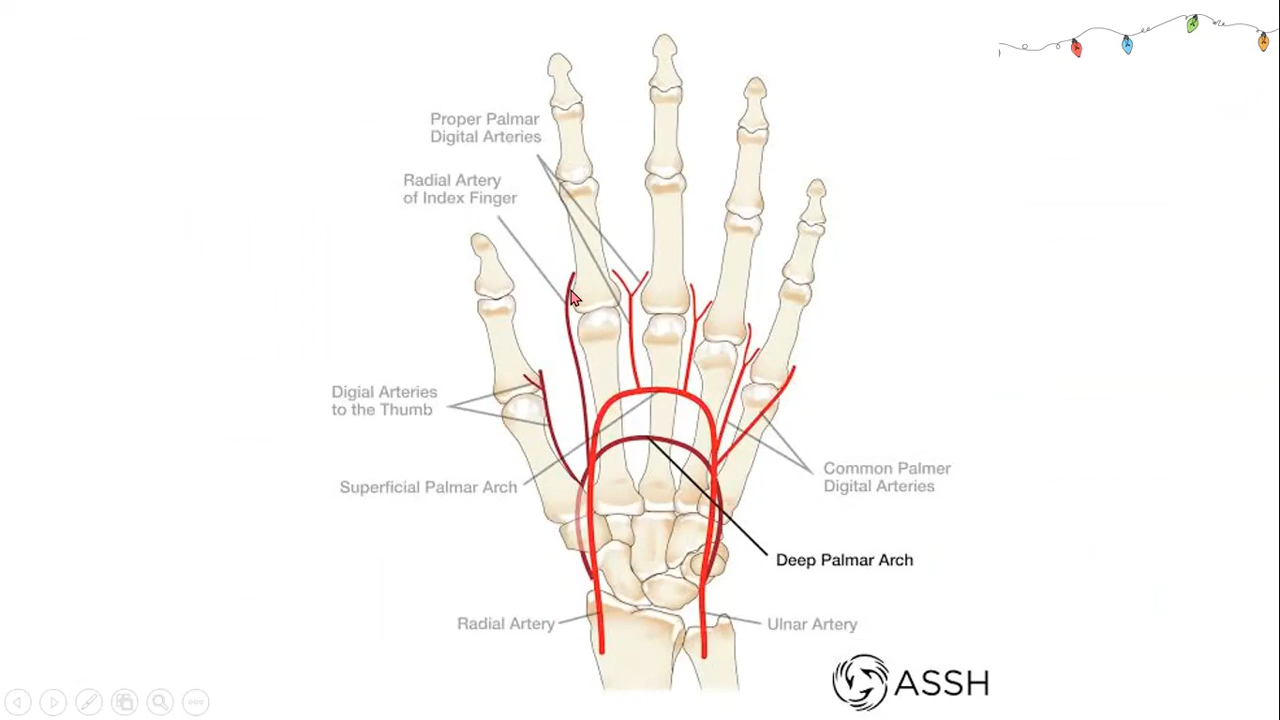 Proper Palmar
Digital Arteries
Radial Artery
of Index Finger
Digial Arteries
to the Thumb
Superficial Palmar Arch
Common Palmer
Digital Arteries
Deep Palmar Arch
Radial Artery
Ulnar Artery
ASSH